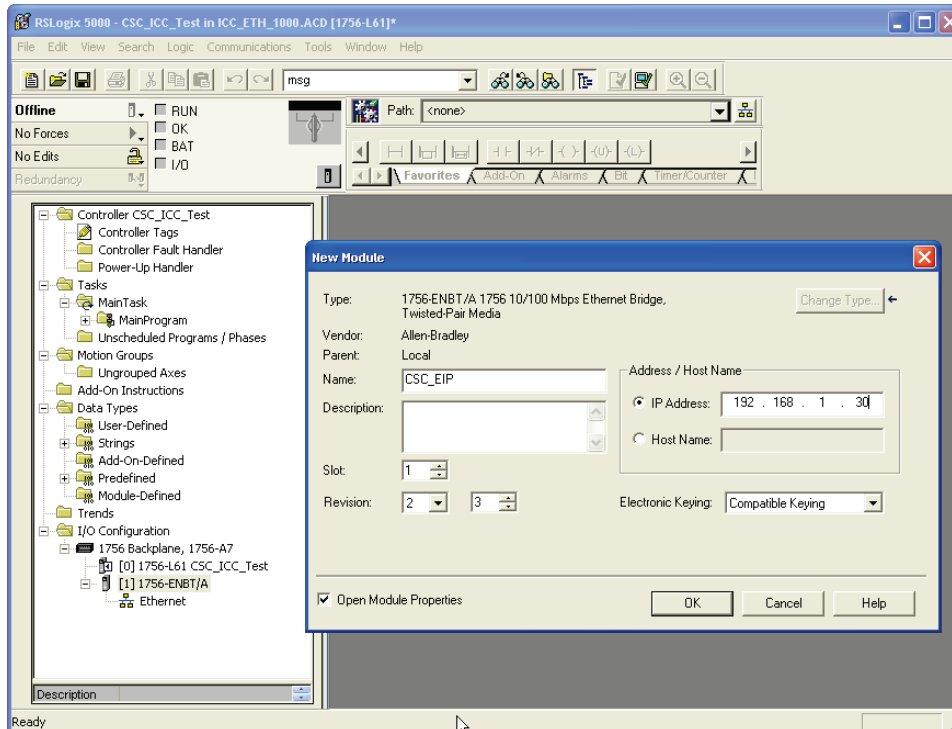 RSLogix 5000 - CSC_ICC_Test in ICC_ETH_1000.ACD [1756-L61]*
File Edit View Search Logic Communications Tools Window Help
msg
Offline
RUN
Path: <none>
No Forces
OK
No Edits
BAT
Redundancy
I/O
Favorites Add-On Alarms Bit Timer/Counter
Controller CSC_ICC_Test
Controller Tags
Controller Fault Handler
Power-Up Handler
Tasks
MainTask
MainProgram
Unscheduled Programs / Phases
Motion Groups
Ungrouped Axes
Add-On Instructions
Data Types
User-Defined
Strings
Add-On-Defined
Predefined
Module-Defined
Trends
I/O Configuration
1756 Backplane, 1756-A7
[0] 1756-L61 CSC_ICC_Test
[1] 1756-ENBT/A
Ethernet
Description
New Module
Type: 1756-ENBT/A 1756 10/100 Mbps Ethernet Bridge,
Twisted-Pair Media
Change Type...
Vendor: Allen-Bradley
Parent: Local
Name: CSC_EIP
Address / Host Name
IP Address: 192 . 168 . 1 . 30
Description:
Host Name:
Slot: 1
Revision: 2 3
Electronic Keying: Compatible Keying
Open Module Properties
OK Cancel Help
Ready